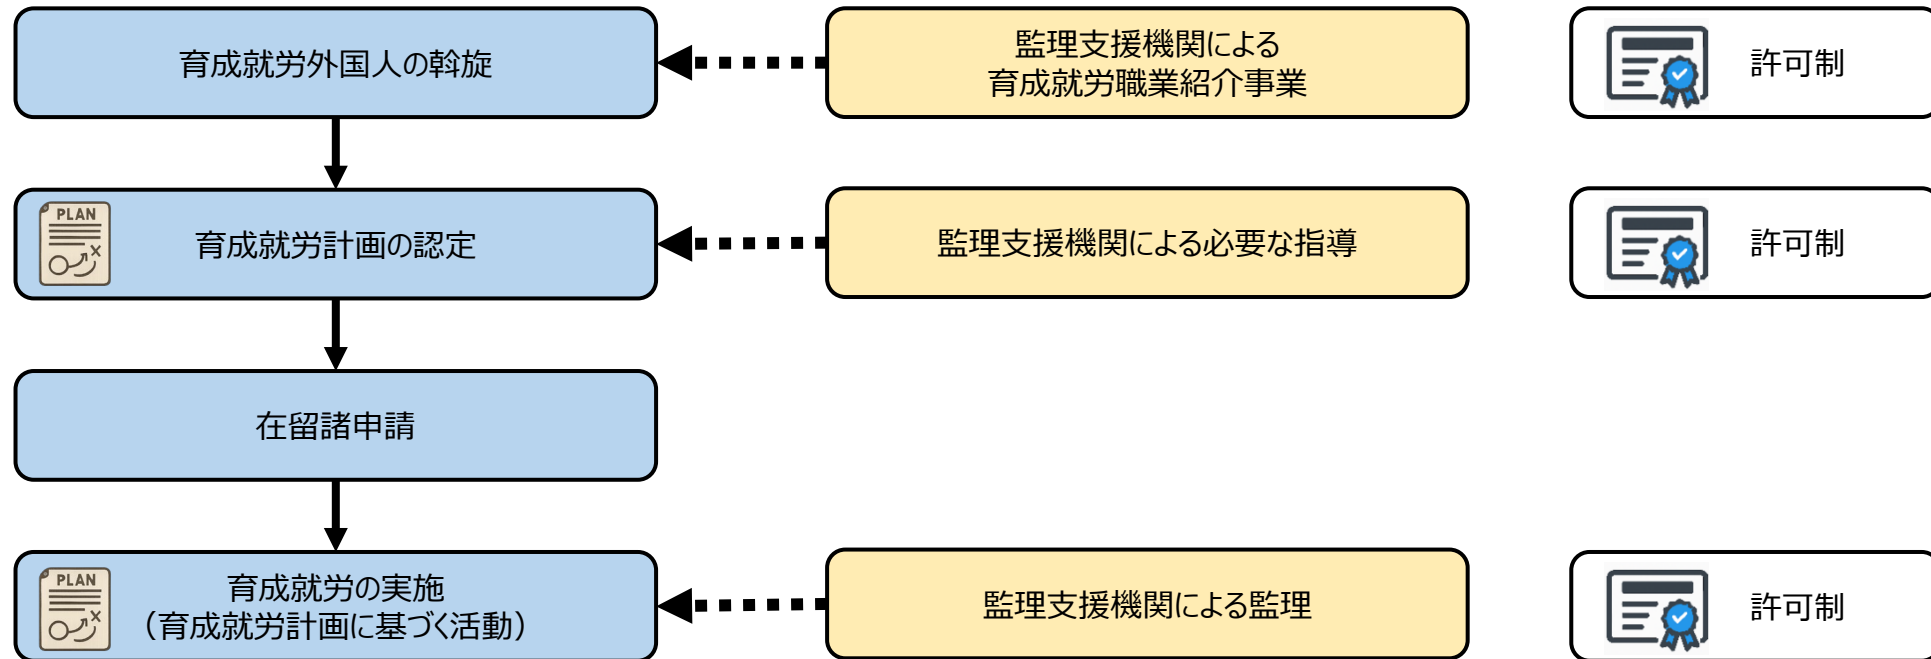 育成就労外国人の斡旋
監理支援機関による
育成就労職業紹介事業
許可制
PLAN
育成就労計画の認定
監理支援機関による必要な指導
許可制
在留諸申請
PLAN
育成就労の実施
（育成就労計画に基づく活動）
監理支援機関による監理
許可制